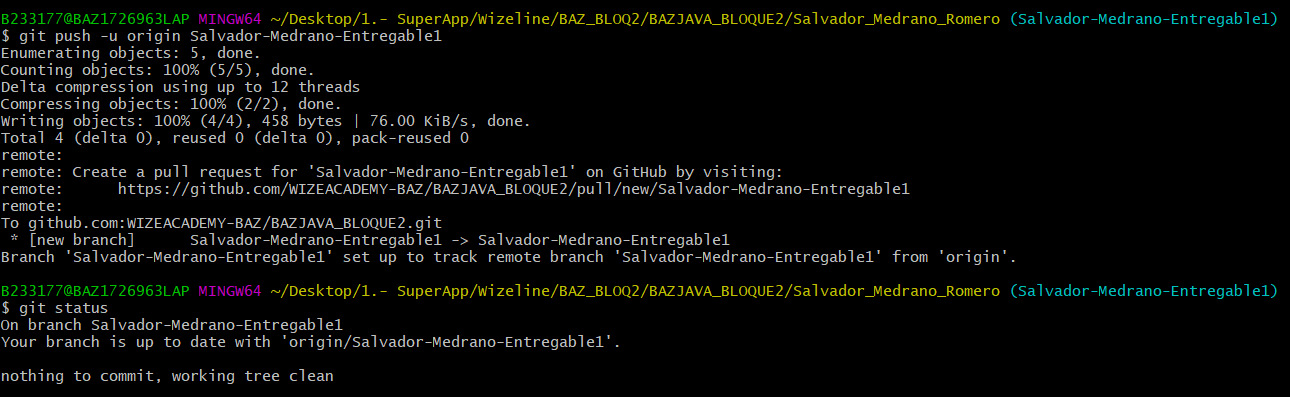 B233177@BAZ1726963LAP MINGW64 ~/Desktop/1.- SuperApp/Wizeline/BAZ_BLOQ2/BAZJAVA_BLOQUE2/Salvador_Medrano_Romero (Salvador-Medrano-Entregable1)
$ git push -u origin Salvador-Medrano-Entregable1
Enumerating objects: 5, done.
Counting objects: 100% (5/5), done.
Delta compression using up to 12 threads
Compressing objects: 100% (2/2), done.
Writing objects: 100% (4/4), 458 bytes | 76.00 KiB/s, done.
Total 4 (delta 0), reused 0 (delta 0), pack-reused 0
remote:
remote: Create a pull request for 'Salvador-Medrano-Entregable1' on GitHub by visiting:
remote:      https://github.com/WIZEACADEMY-BAZ/BAZJAVA_BLOQUE2/pull/new/Salvador-Medrano-Entregable1
remote:
To github.com:WIZEACADEMY-BAZ/BAZJAVA_BLOQUE2.git
 * [new branch]      Salvador-Medrano-Entregable1 -> Salvador-Medrano-Entregable1
Branch 'Salvador-Medrano-Entregable1' set up to track remote branch 'Salvador-Medrano-Entregable1' from 'origin'.
B233177@BAZ1726963LAP MINGW64 ~/Desktop/1.- SuperApp/Wizeline/BAZ_BLOQ2/BAZJAVA_BLOQUE2/Salvador_Medrano_Romero (Salvador-Medrano-Entregable1)
$ git status
On branch Salvador-Medrano-Entregable1
Your branch is up to date with 'origin/Salvador-Medrano-Entregable1'.
nothing to commit, working tree clean